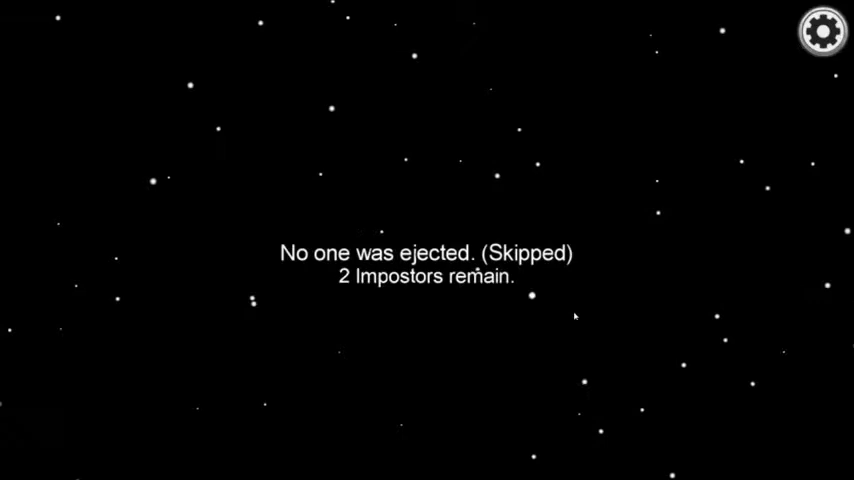 No one was ejected. (Skipped)
2 Impostors remain.